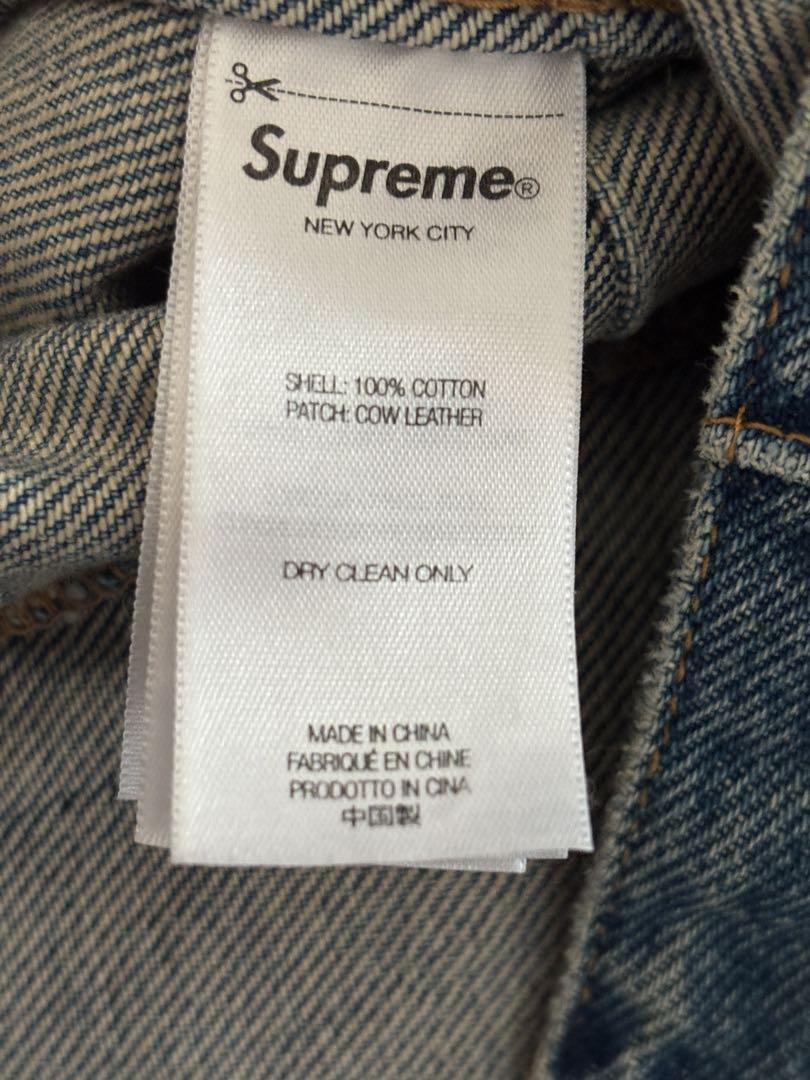 Supreme®
NEW YORK CITY
SHELL: 100% COTTON
PATCH: COW LEATHER
DRY CLEAN ONLY
MADE IN CHINA
FABRIQUÉ EN CHINE
PRODOTTO IN CINA
中国製